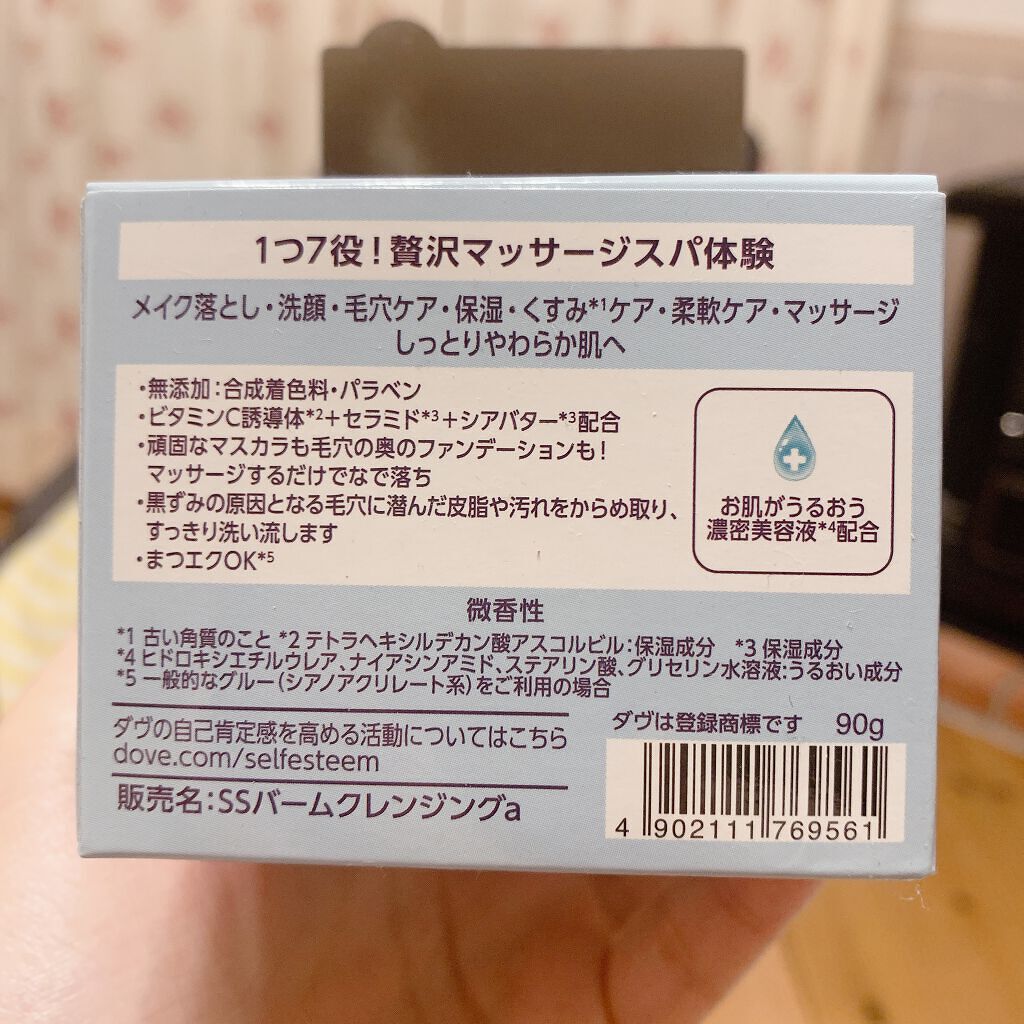 1つ7役!贅沢マッサージスパ体験
メイク落とし・洗顔・毛穴ケア・保湿・くすみ*1ケア・柔軟ケア・マッサージ
しっとりやわらか肌へ
・無添加:合成着色料・パラベン
・ビタミンC誘導体*2+セラミド*3+シアバター*3配合
・頑固なマスカラも毛穴の奥のファンデーションも!
マッサージするだけでなで落ち
・黒ずみの原因となる毛穴に潜んだ皮脂や汚れをからめ取り、
すっきり洗い流します
・まつエクOK*5
お肌がうるおう
濃密美容液*4配合
微香性
*1 古い角質のこと *2 テトラヘキシルデカン酸アスコルビル:保湿成分 *3 保湿成分
*4 ヒドロキシエチルウレア、ナイアシンアミド、ステアリン酸、グリセリン水溶液:うるおい成分
*5 一般的なグルー(シアノアクリレート系)をご利用の場合
ダヴの自己肯定感を高める活動についてはこちら
dove.com/selfesteem
販売名:SSバームクレンジングa
ダヴは登録商標です 90g
4 902111 769561